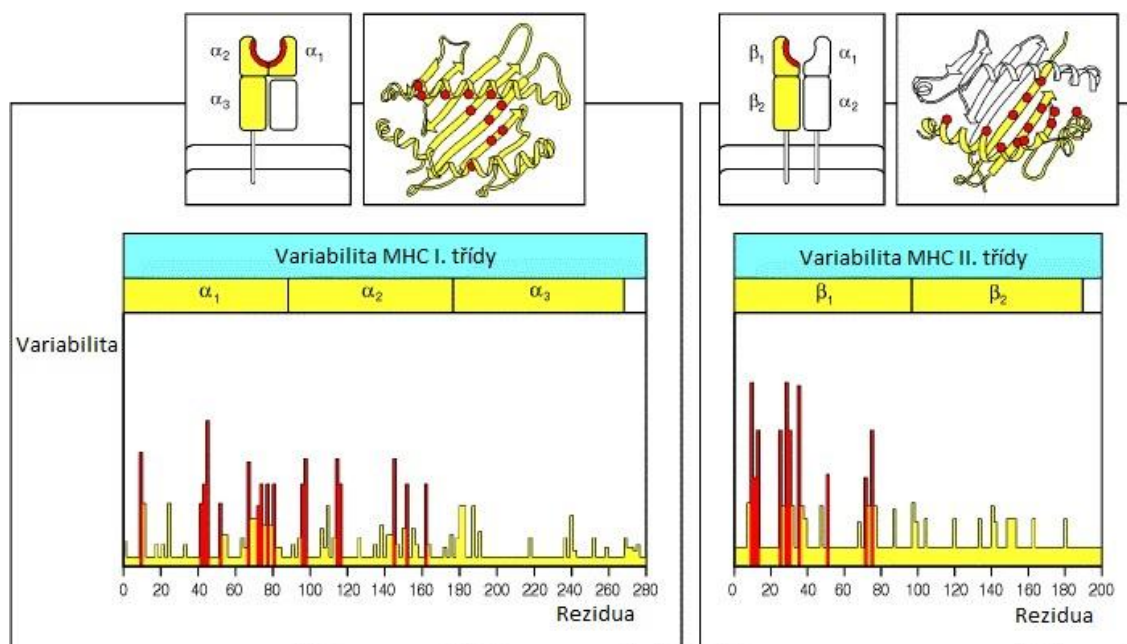 α2 α1
α3
β1 α1
β2 α2
Variabilita MHC I. třídy
α1 α2 α3
Variabilita
0 20 40 60 80 100 120 140 160 180 200 220 240 260 280
Rezidua
Variabilita MHC II. třídy
β1 β2
0 20 40 60 80 100 120 140 160 180 200
Rezidua